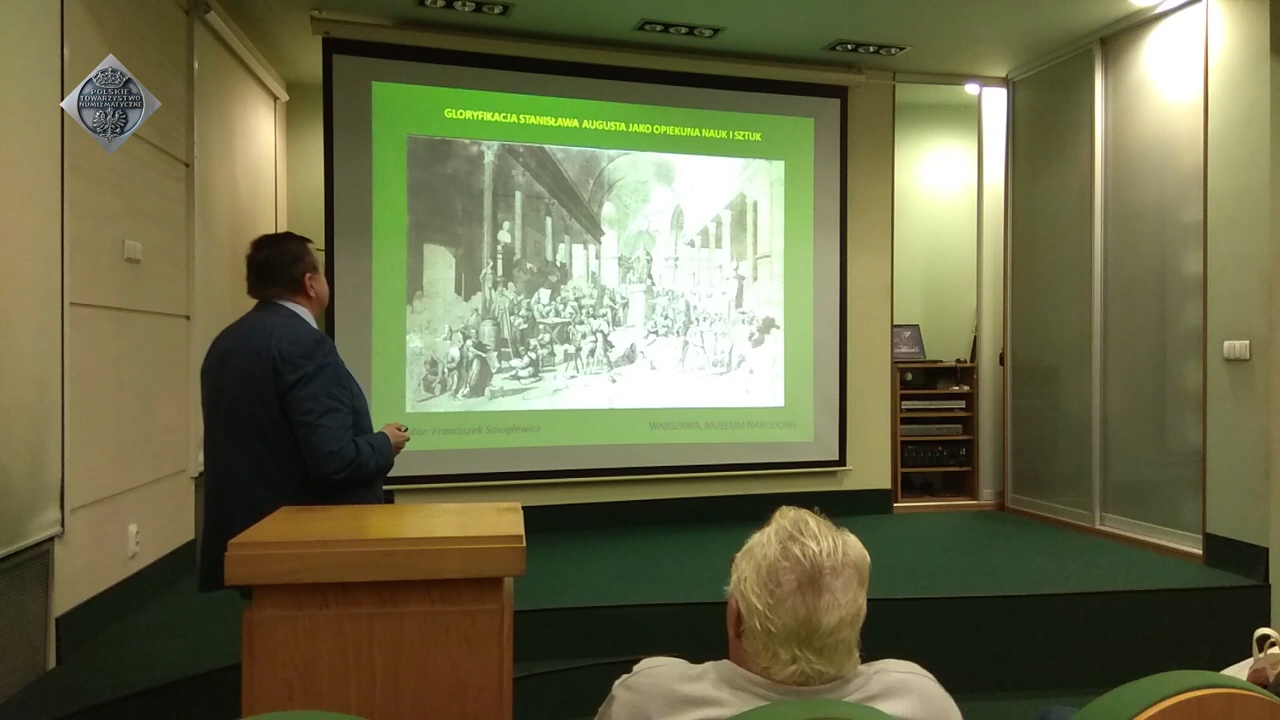 POLSKIE
TOWARZYSTWO
NUMIZMATYCZNE
GLORYFIKACJA STANISŁAWA AUGUSTA JAKO OPIEKUNA NAUK I SZTUK
Franciszek Smuglewicz
WARSZAWA, MUZEUM NARODOWE